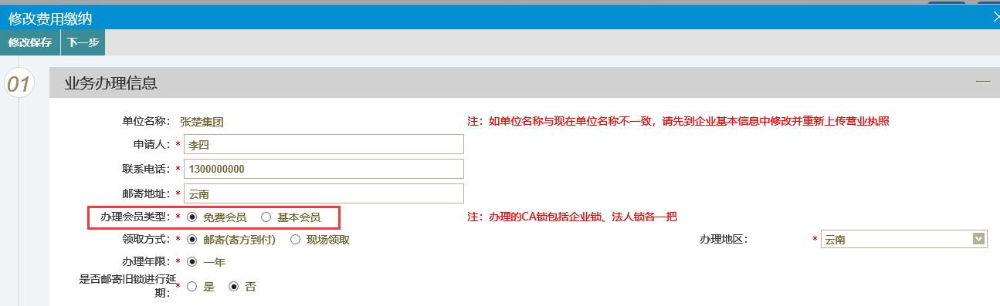 修改费用缴纳
修改保存 下一步
01 业务办理信息
单位名称： 张楚集团 注：如单位名称与现在单位名称不一致，请先到企业基本信息中修改并重新上传营业执照
申请人：* 李四
联系电话：* 1300000000
邮寄地址：* 云南
办理会员类型：* 免费会员 基本会员 注：办理的CA锁包括企业锁、法人锁各一把
领取方式：* 邮寄(寄方到付) 现场领取 办理地区： * 云南
办理年限：* 一年
是否邮寄旧锁进行延
期：* 是 否